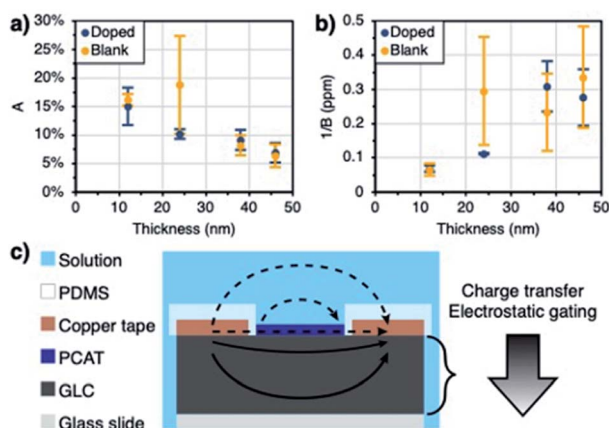 a)
30%
25%
20%
15%
10%
5%
0%
A
Doped
Blank
0 10 20 30 40 50
Thickness (nm)
b)
0.5
0.4
0.3
0.2
0.1
0
1/B (ppm)
Doped
Blank
0 10 20 30 40 50
Thickness (nm)
c)
Solution
PDMS
Copper tape
PCAT
GLC
Glass slide
Charge transfer
Electrostatic gating